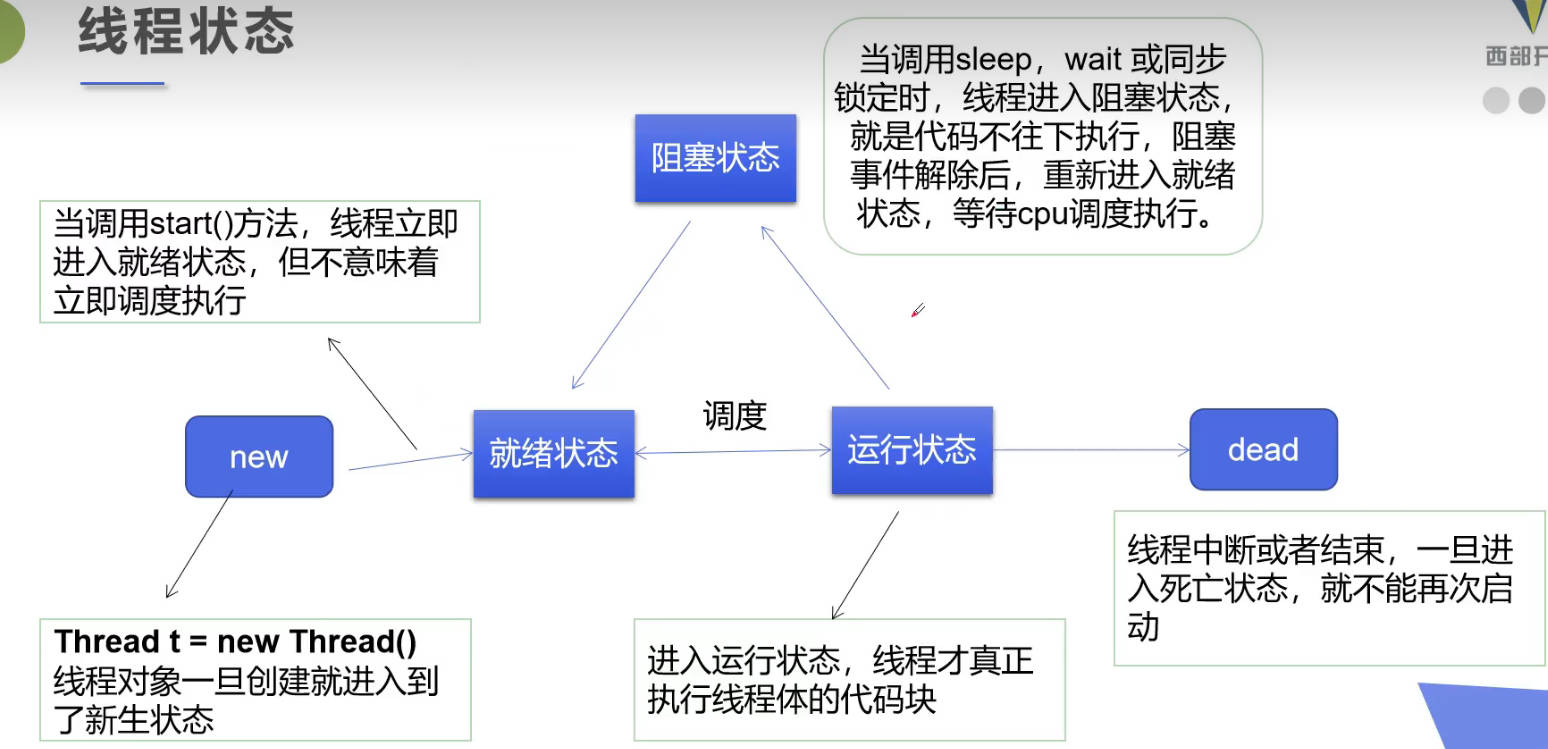 线程状态
西部开
当调用sleep，wait 或同步
锁定时，线程进入阻塞状态，
就是代码不往下执行，阻塞
事件解除后，重新进入就绪
状态，等待cpu调度执行。
阻塞状态
当调用start()方法，线程立即
进入就绪状态，但不意味着
立即调度执行
new
就绪状态
调度
运行状态
dead
Thread t = new Thread()
线程对象一旦创建就进入到
了新生状态
进入运行状态，线程才真正
执行线程体的代码块
线程中断或者结束，一旦进
入死亡状态，就不能再次启
动